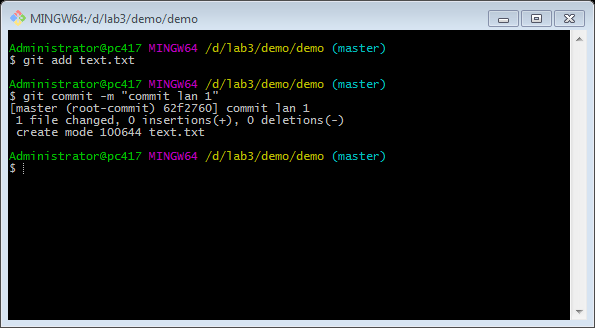 MINGW64:/d/lab3/demo/demo
Administrator@pc417 MINGW64 /d/lab3/demo/demo (master)
$ git add text.txt
Administrator@pc417 MINGW64 /d/lab3/demo/demo (master)
$ git commit -m "commit lan 1"
[master (root-commit) 62f2760] commit lan 1
 1 file changed, 0 insertions(+), 0 deletions(-)
 create mode 100644 text.txt
Administrator@pc417 MINGW64 /d/lab3/demo/demo (master)
$